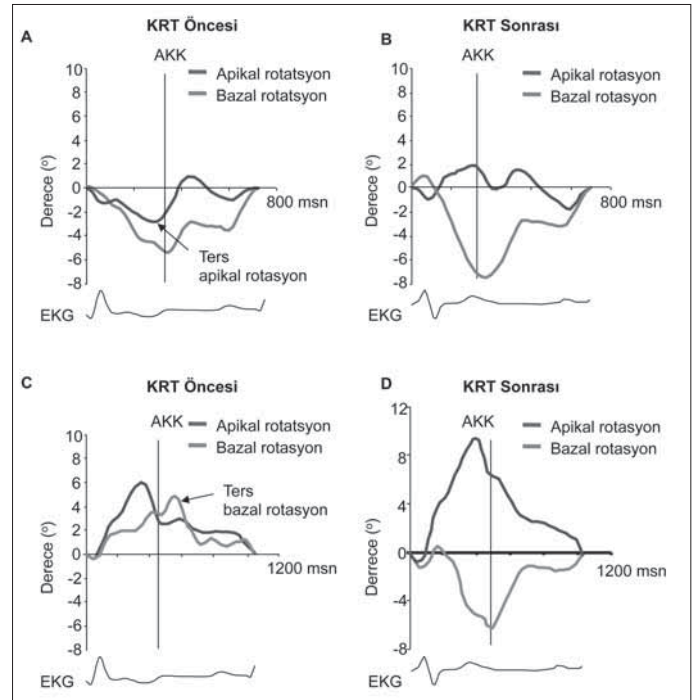 A
KRT Öncesi
AKK
Apikal rotatsyon
Bazal rotatsyon
10
8
6
4
2
0
-2
-4
-6
-8
Derece (º)
800 msn
Ters
apikal rotasyon
EKG
B
KRT Sonrası
AKK
Apikal rotasyon
Bazal rotasyon
10
8
6
4
2
0
-2
-4
-6
-8
Derece (º)
800 msn
EKG
C
KRT Öncesi
AKK
Apikal rotatsyon
Bazal rotasyon
10
8
6
4
2
0
-2
-4
-6
-8
Derece (º)
1200 msn
Ters
bazal rotasyon
EKG
D
KRT Sonrası
AKK
Apikal rotasyon
Bazal rotasyon
12
8
4
0
-4
-8
Derrece (º)
1200 msn
EKG